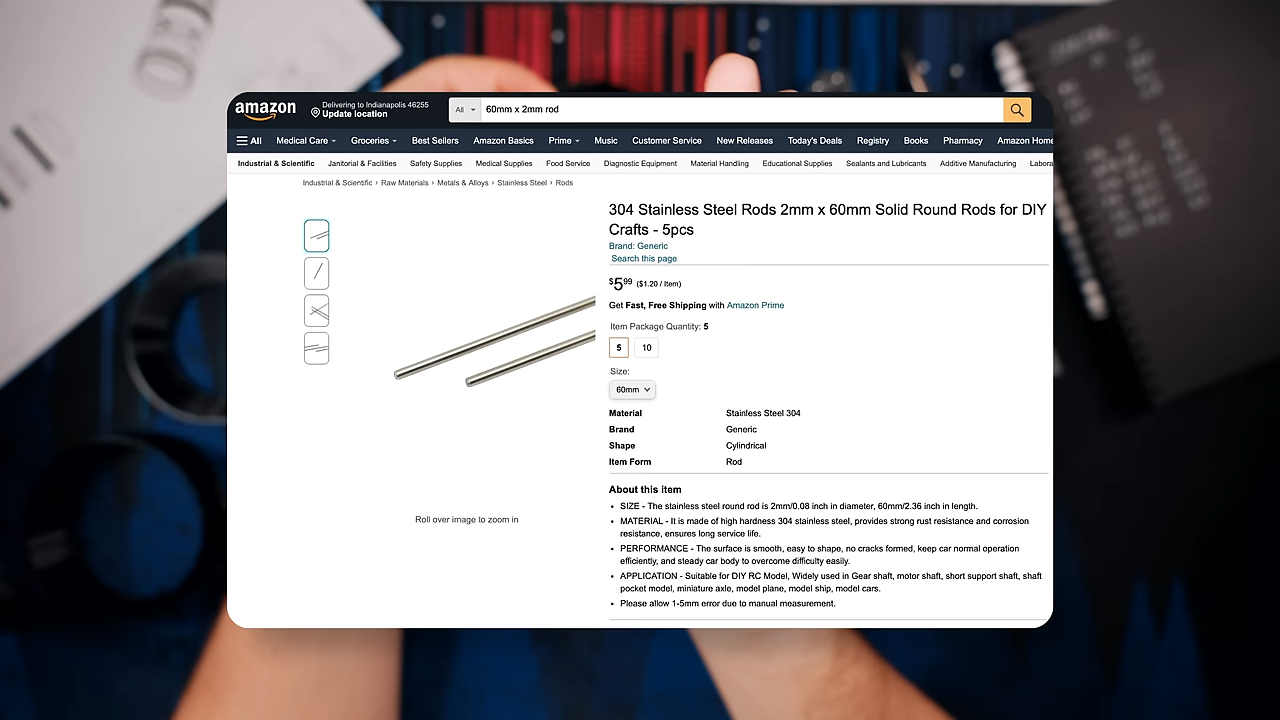 amazon
Delivering to Indianapolis 46255
Update location
All
60mm x 2mm rod
All
Medical Care
Groceries
Best Sellers
Amazon Basics
Prime
Music
Customer Service
New Releases
Today's Deals
Registry
Books
Pharmacy
Amazon Home
Industrial & Scientific
Janitorial & Facilities
Safety Supplies
Medical Supplies
Food Service
Diagnostic Equipment
Material Handling
Educational Supplies
Sealants and Lubricants
Additive Manufacturing
Labora
Industrial & Scientific › Raw Materials › Metals & Alloys › Stainless Steel › Rods
304 Stainless Steel Rods 2mm x 60mm Solid Round Rods for DIY
Crafts - 5pcs
Brand: Generic
Search this page
$5 99 ($1.20 / Item)
Get Fast, Free Shipping with Amazon Prime
Item Package Quantity: 5
5
10
Size:
60mm
Material Stainless Steel 304
Brand Generic
Shape Cylindrical
Item Form Rod
Roll over image to zoom in
About this item
• SIZE - The stainless steel round rod is 2mm/0.08 inch in diameter, 60mm/2.36 inch in length.
• MATERIAL - It is made of high hardness 304 stainless steel, provides strong rust resistance and corrosion
resistance, ensures long service life.
• PERFORMANCE - The surface is smooth, easy to shape, no cracks formed, keep car normal operation
efficiently, and steady car body to overcome difficulty easily.
• APPLICATION - Suitable for DIY RC Model, Widely used in Gear shaft, motor shaft, short support shaft, shaft
pocket model, miniature axle, model plane, model ship, model cars.
• Please allow 1-5mm error due to manual measurement.